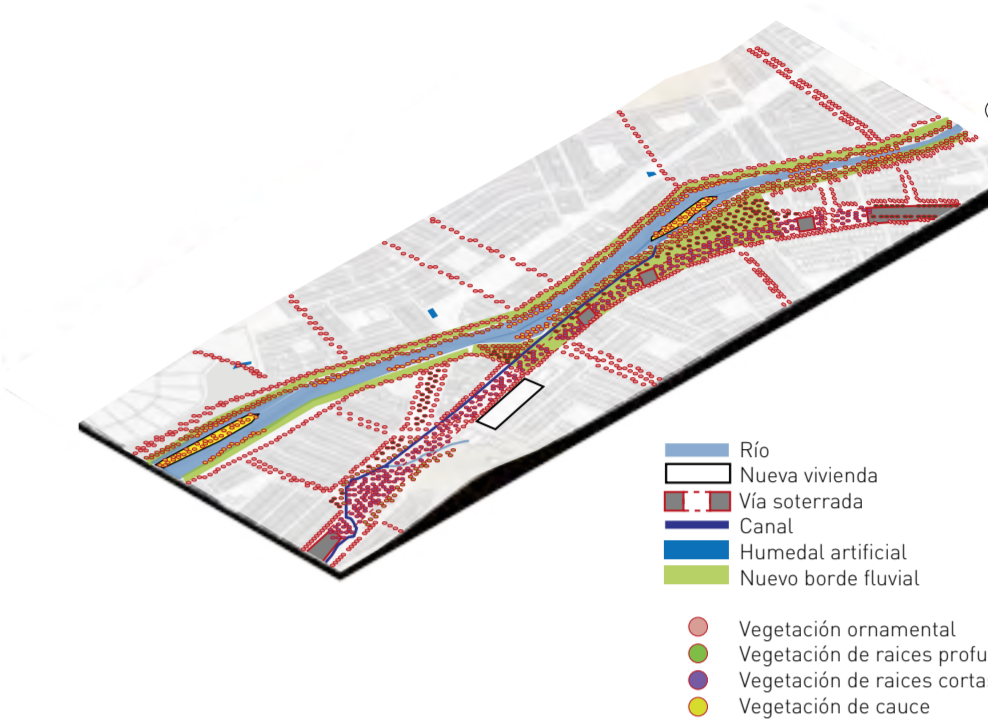 Río
Nueva vivienda
Vía soterrada
Canal
Humedal artificial
Nuevo borde fluvial
Vegetación ornamental
Vegetación de raices profu
Vegetación de raices cortas
Vegetación de cauce